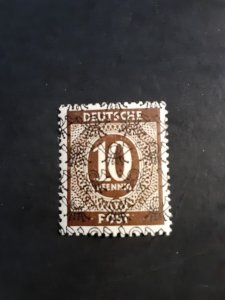 DEUTSCHE
10
PFENNIG
POST